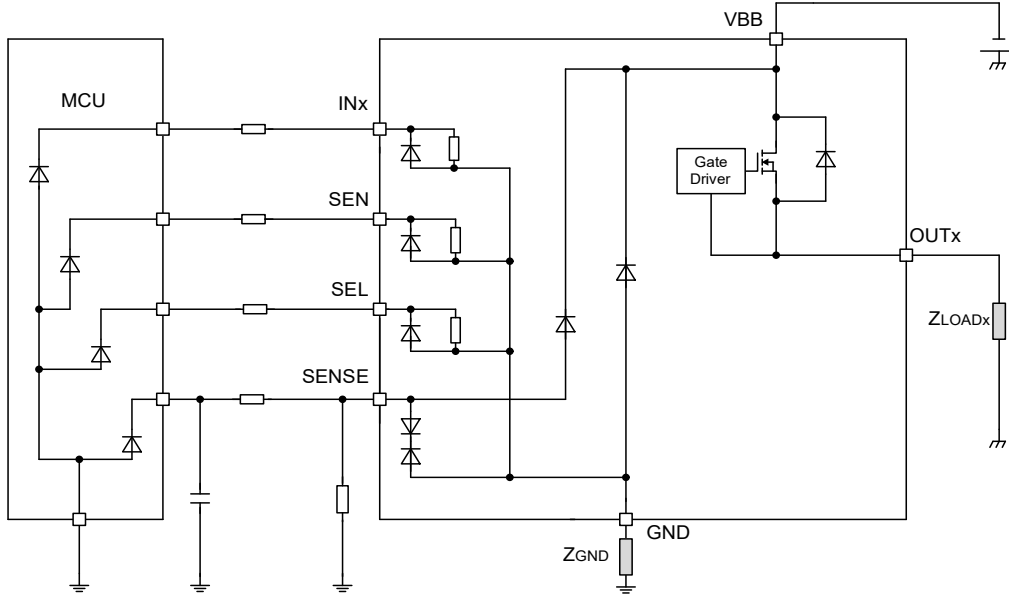 VBB
MCU
INx
Gate
Driver
SEN
OUTx
SEL
ZLOADx
SENSE
GND
ZGND